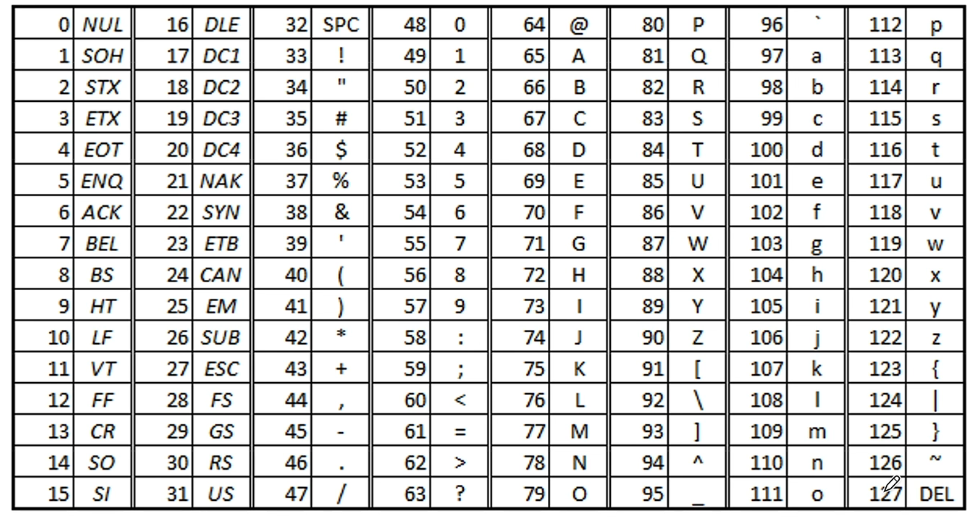 0 NUL 16 DLE 32 SPC 48 0 64 @ 80 P 96 ` 112 p
1 SOH 17 DC1 33 ! 49 1 65 A 81 Q 97 a 113 q
2 STX 18 DC2 34 " 50 2 66 B 82 R 98 b 114 r
3 ETX 19 DC3 35 # 51 3 67 C 83 S 99 c 115 s
4 EOT 20 DC4 36 $ 52 4 68 D 84 T 100 d 116 t
5 ENQ 21 NAK 37 % 53 5 69 E 85 U 101 e 117 u
6 ACK 22 SYN 38 & 54 6 70 F 86 V 102 f 118 v
7 BEL 23 ETB 39 ' 55 7 71 G 87 W 103 g 119 w
8 BS 24 CAN 40 ( 56 8 72 H 88 X 104 h 120 x
9 HT 25 EM 41 ) 57 9 73 I 89 Y 105 i 121 y
10 LF 26 SUB 42 * 58 : 74 J 90 Z 106 j 122 z
11 VT 27 ESC 43 + 59 ; 75 K 91 [ 107 k 123 {
12 FF 28 FS 44 , 60 < 76 L 92 \ 108 l 124 |
13 CR 29 GS 45 - 61 = 77 M 93 ] 109 m 125 }
14 SO 30 RS 46 . 62 > 78 N 94 ^ 110 n 126 ~
15 SI 31 US 47 / 63 ? 79 O 95 _ 111 o 127 DEL